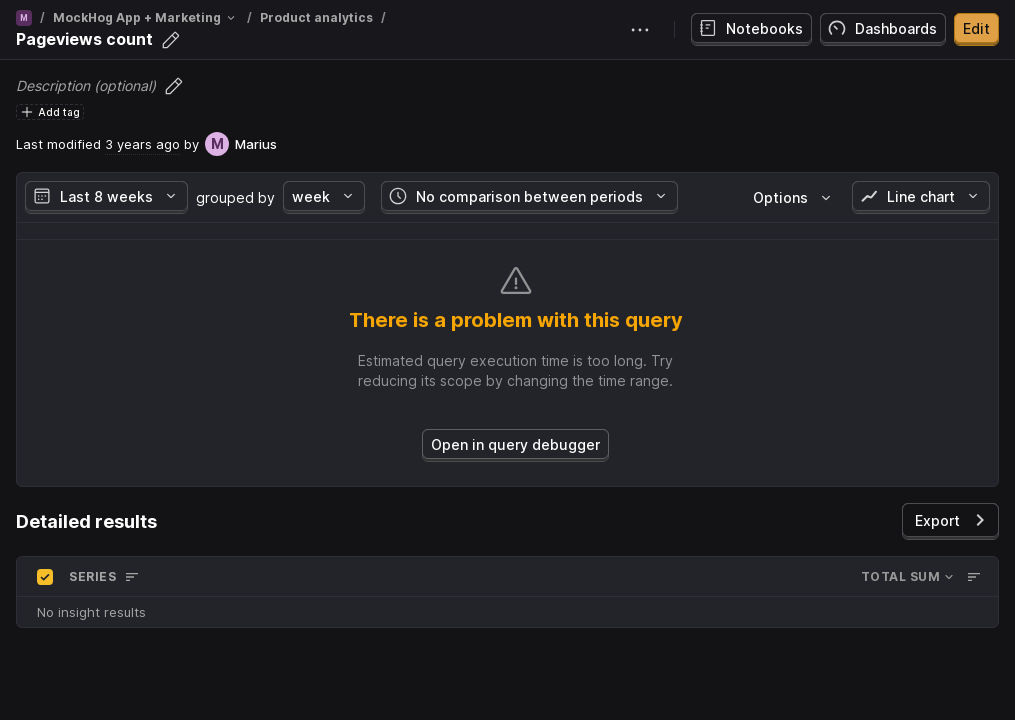 M / MockHog App + Marketing / Product analytics /
Pageviews count
Notebooks
Dashboards
Edit
Description (optional)
Add tag
Last modified 3 years ago by M Marius
Last 8 weeks grouped by week No comparison between periods Options Line chart
There is a problem with this query
Estimated query execution time is too long. Try
reducing its scope by changing the time range.
Open in query debugger
Detailed results
Export
SERIES TOTAL SUM
No insight results